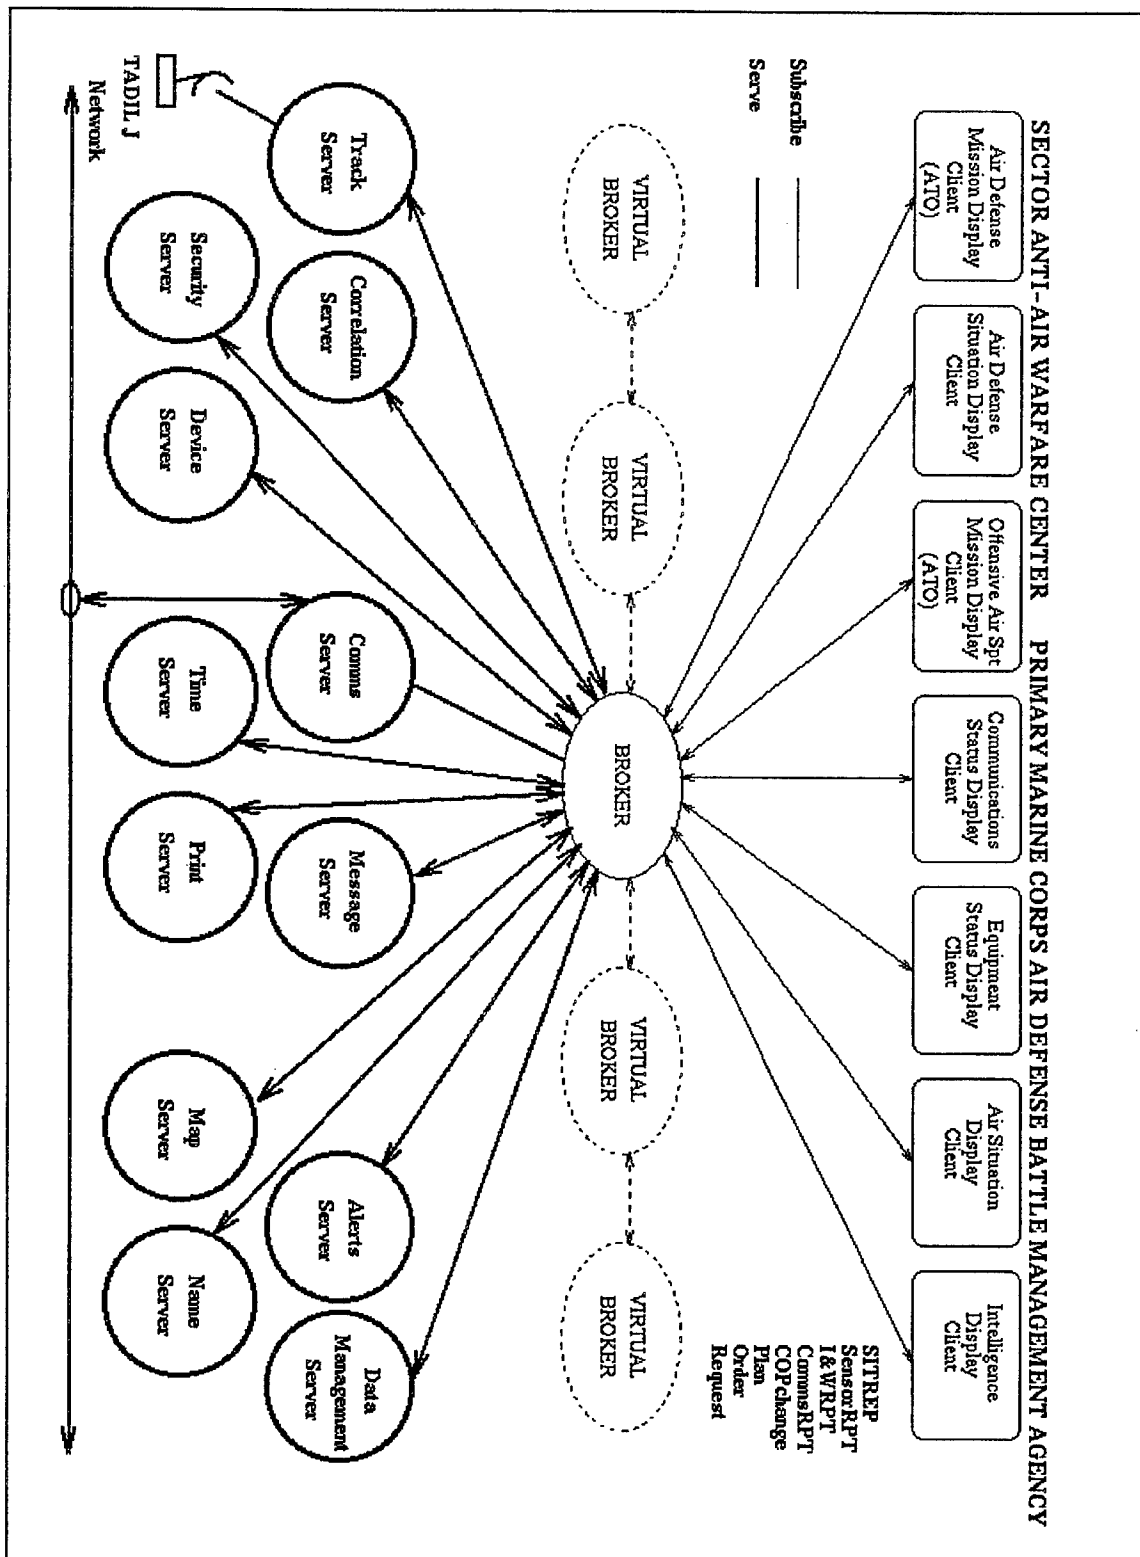 SECTOR ANTI-AIR WARFARE CENTER    PRIMARY MARINE CORPS AIR DEFENSE BATTLE MANAGEMENT AGENCY
Air Defense
Mission Display
Client
(ATO)
Air Defense
Situation Display
Client
Offensive Air Spt
Mission Display
Client
(ATO)
Communications
Status Display
Client
Equipment
Status Display
Client
Air Situation
Display
Client
Intelligence
Display
Client
Subscribe
Serve
SITREP
SensorRPT
I&WRPT
CommsRPT
COPchange
Plan
Order
Request
VIRTUAL
BROKER
VIRTUAL
BROKER
BROKER
VIRTUAL
BROKER
VIRTUAL
BROKER
Track
Server
Correlation
Server
Comms
Server
Message
Server
Alerts
Server
Data
Management
Server
Security
Server
Device
Server
Time
Server
Print
Server
Map
Server
Name
Server
TADIL J
Network